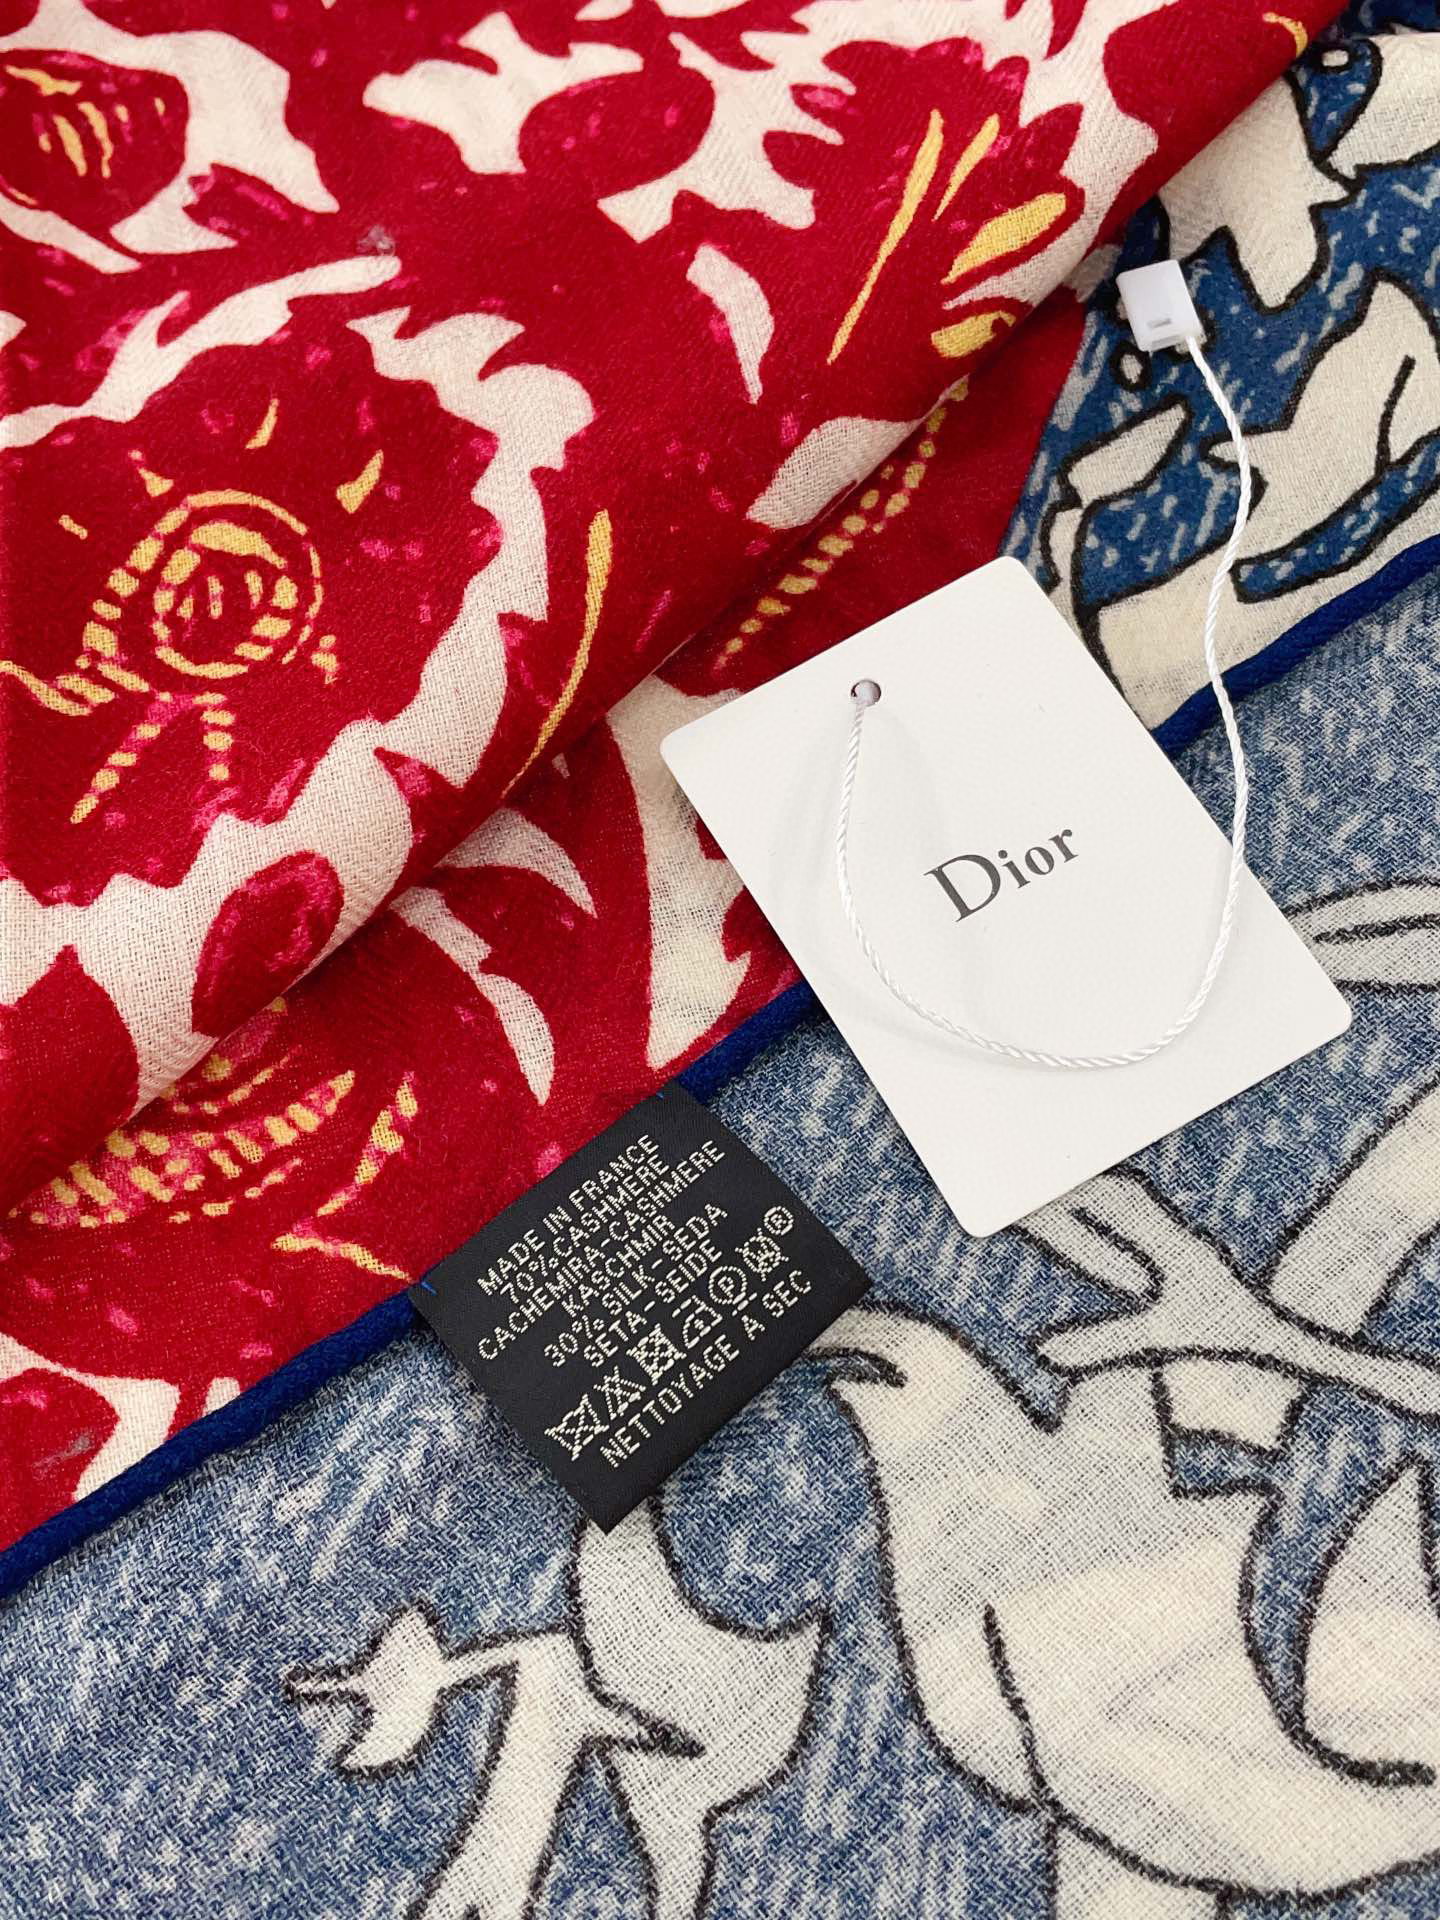 Dior
MADE IN FRANCE
70%CASHMERE
CACHEMIRA-CASHMERE
KASCHMIR
30% SILK-SEDA
SETA-SEIDE
P W ®
NETTOYAGE A SEC